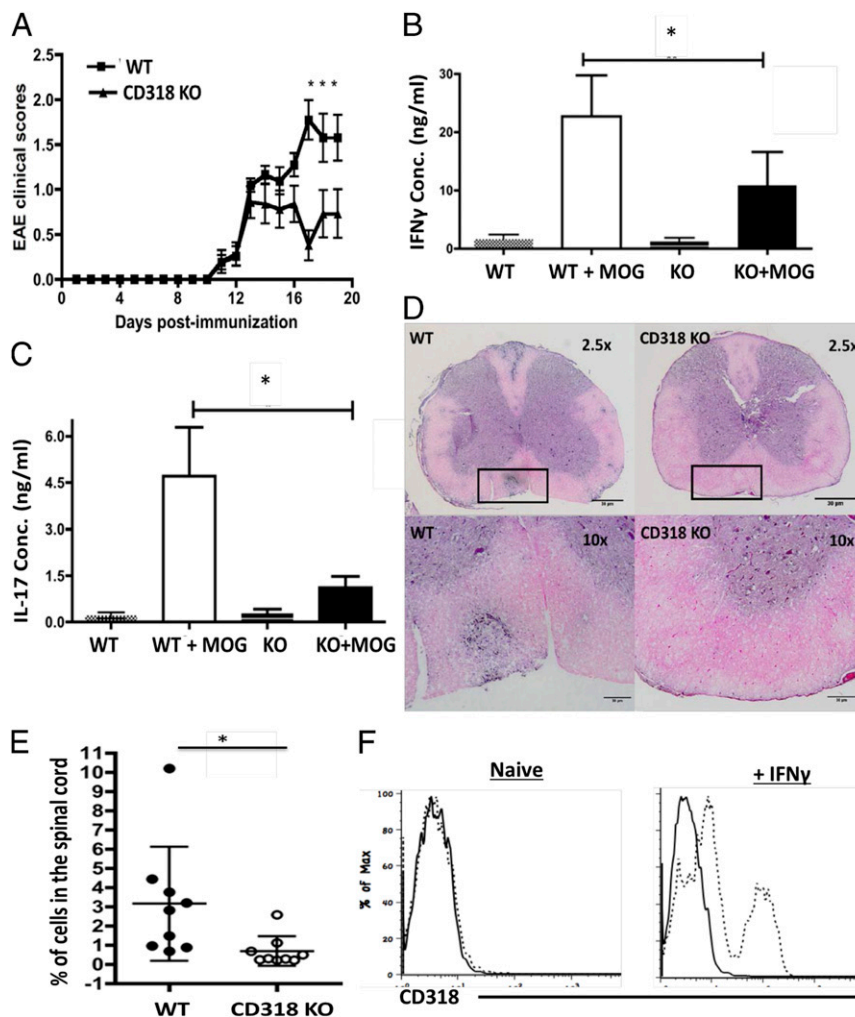 A
2.5
2.0
1.5
1.0
0.5
0.0
EAE clinical scores
WT
CD318 KO
* * *
0 4 8 12 16 20
Days post-immunization
B
*
30
20
10
0
IFNγ Conc. (ng/ml)
WT WT + MOG KO KO+MOG
C
*
6.0
4.5
3.0
1.5
0.0
IL-17 Conc. (ng/ml)
WT WT + MOG KO KO+MOG
D
WT 2.5x
CD318 KO 2.5x
WT 10x
CD318 KO 10x
E
*
11
10
9
8
7
6
5
4
3
2
1
0
-1
% of cells in the spinal cord
WT CD318 KO
F
Naive
+ IFNγ
100
80
60
40
20
0
% of Max
CD318